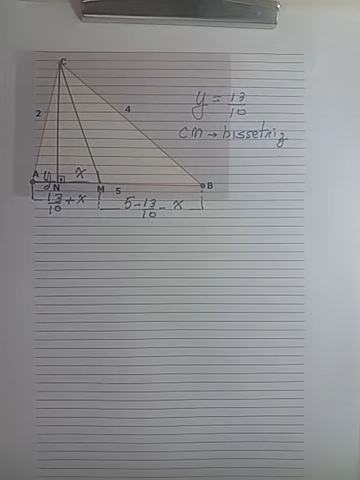 C
y = 13/10
2
4
CM → bissetriz
A y x
N M 5 B
13/10 + x 5 - 13/10 - x